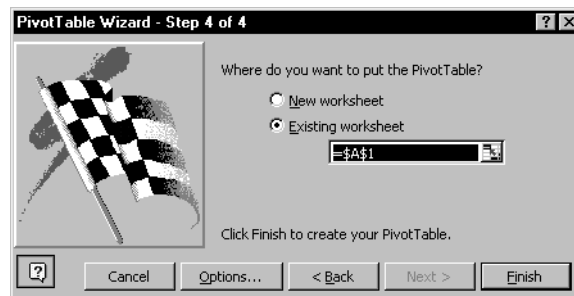 PivotTable Wizard - Step 4 of 4
Where do you want to put the PivotTable?
New worksheet
Existing worksheet
=$A$1
Click Finish to create your PivotTable.
Cancel
Options...
< Back
Next >
Finish